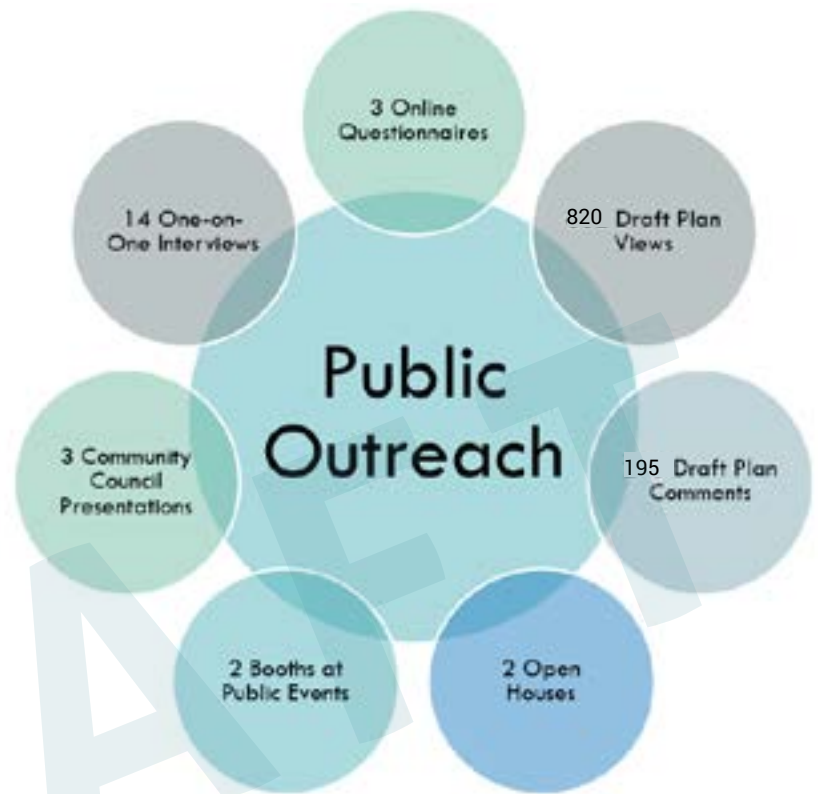 3 Online
Questionnaires
820 Draft Plan
Views
195 Draft Plan
Comments
2 Open
Houses
2 Booths at
Public Events
3 Community
Council
Presentations
14 One-on-
One Interviews
Public
Outreach
AFT